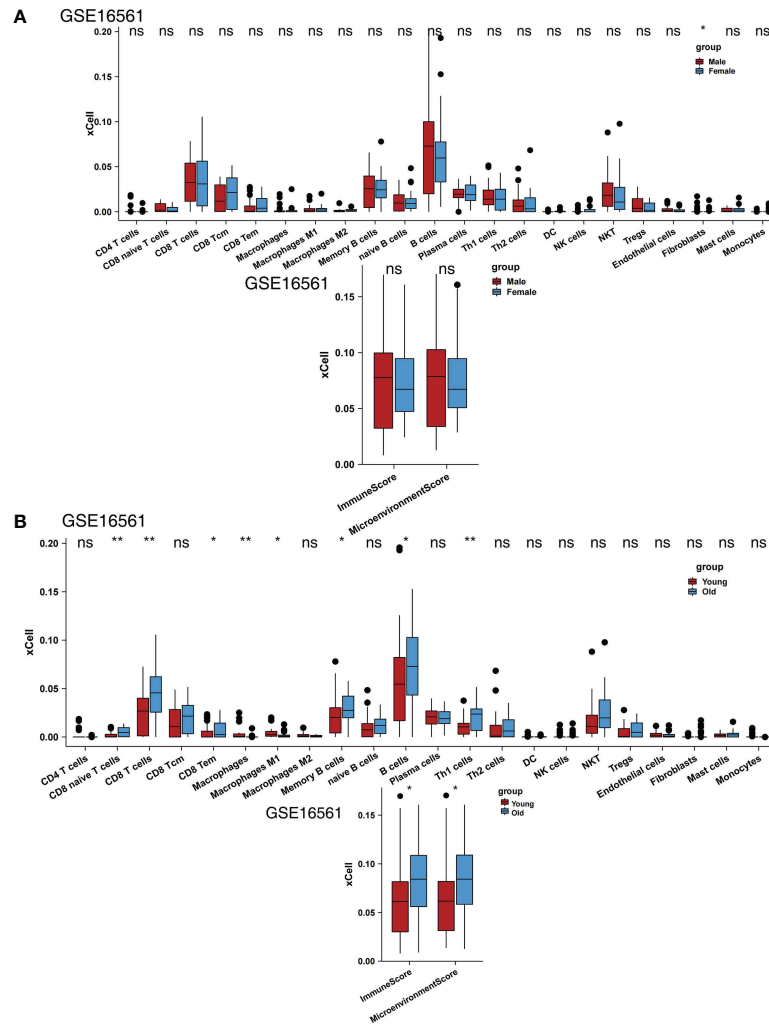 A
GSE16561
ns ns ns ns ns ns ns ns ns ns ns ns ns ns ns ns ns ns ns * ns ns
group
Male
Female
xCell
0.20
0.15
0.10
0.05
0.00
CD4 T cells
CD8 naive T cells
CD8 T cells
CD8 Tcm
CD8 Tem
Macrophages
Macrophages M1
Macrophages M2
Memory B cells
naive B cells
B cells
Plasma cells
Th1 cells
Th2 cells
DC
NK cells
NKT
Tregs
Endothelial cells
Fibroblasts
Mast cells
Monocytes
GSE16561
ns ns
group
Male
Female
xCell
0.15
0.10
0.05
0.00
ImmuneScore
MicroenvironmentScore
B
GSE16561
ns ** ** ns * ** * ns * ns * ns ** ns ns ns ns ns ns ns ns ns
group
Young
Old
xCell
0.20
0.15
0.10
0.05
0.00
CD4 T cells
CD8 naive T cells
CD8 T cells
CD8 Tcm
CD8 Tem
Macrophages
Macrophages M1
Macrophages M2
Memory B cells
naive B cells
B cells
Plasma cells
Th1 cells
Th2 cells
DC
NK cells
NKT
Tregs
Endothelial cells
Fibroblasts
Mast cells
Monocytes
GSE16561
* *
group
Young
Old
xCell
0.15
0.10
0.05
0.00
ImmuneScore
MicroenvironmentScore